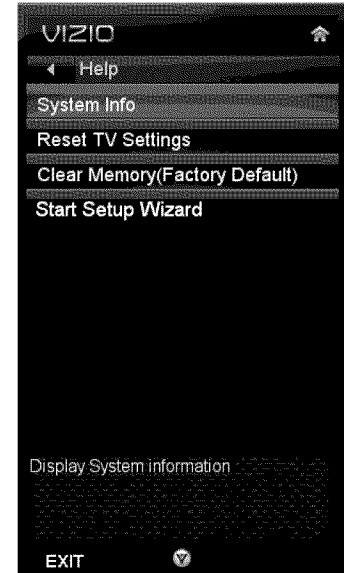 VIZIO
Help
System Info
Reset TV Settings
Clear Memory(Factory Default)
Start Setup Wizard
Display System information
EXIT